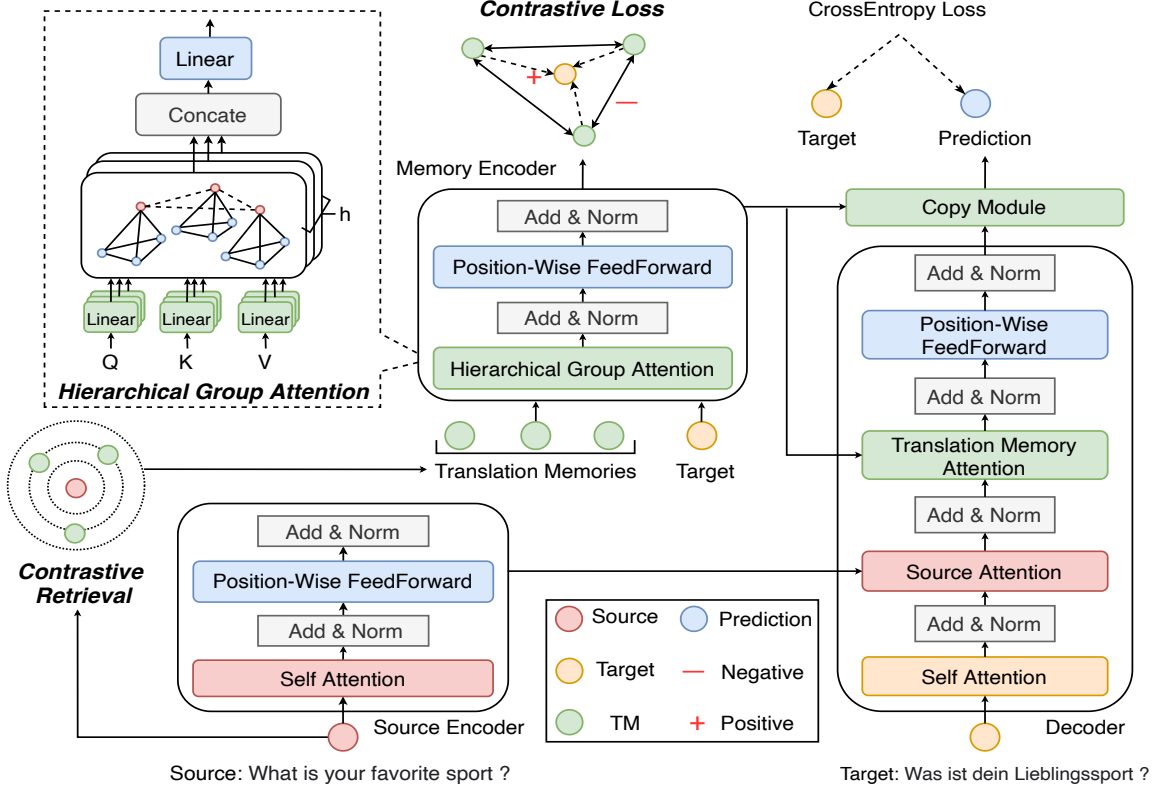 Contrastive Loss
CrossEntropy Loss
Linear
Concate
h
Linear
Linear
Linear
Q
K
V
Hierarchical Group Attention
+
—
Target
Prediction
Memory Encoder
Add & Norm
Position-Wise FeedForward
Add & Norm
Hierarchical Group Attention
Translation Memories
Target
Copy Module
Add & Norm
Position-Wise
FeedForward
Add & Norm
Translation Memory
Attention
Add & Norm
Source Attention
Add & Norm
Self Attention
Decoder
Contrastive
Retrieval
Add & Norm
Position-Wise FeedForward
Add & Norm
Self Attention
Source Encoder
Source
Prediction
Target
— Negative
TM
+ Positive
Source: What is your favorite sport ?
Target: Was ist dein Lieblingssport ?